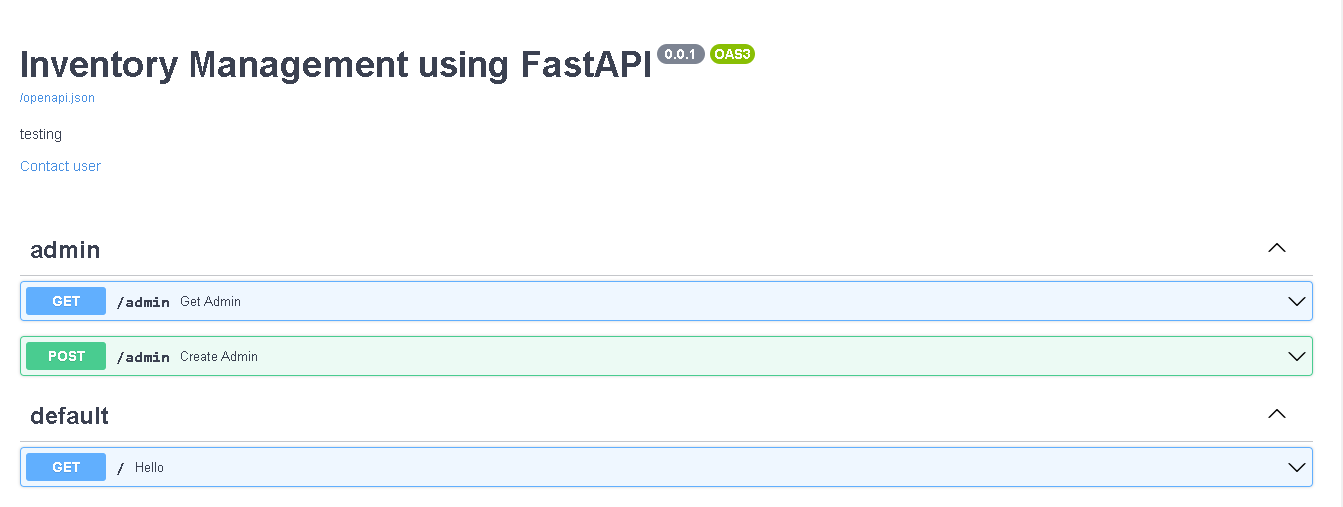 Inventory Management using FastAPI 0.0.1 OAS3
/openapi.json
testing
Contact user
admin
GET /admin Get Admin
POST /admin Create Admin
default
GET / Hello